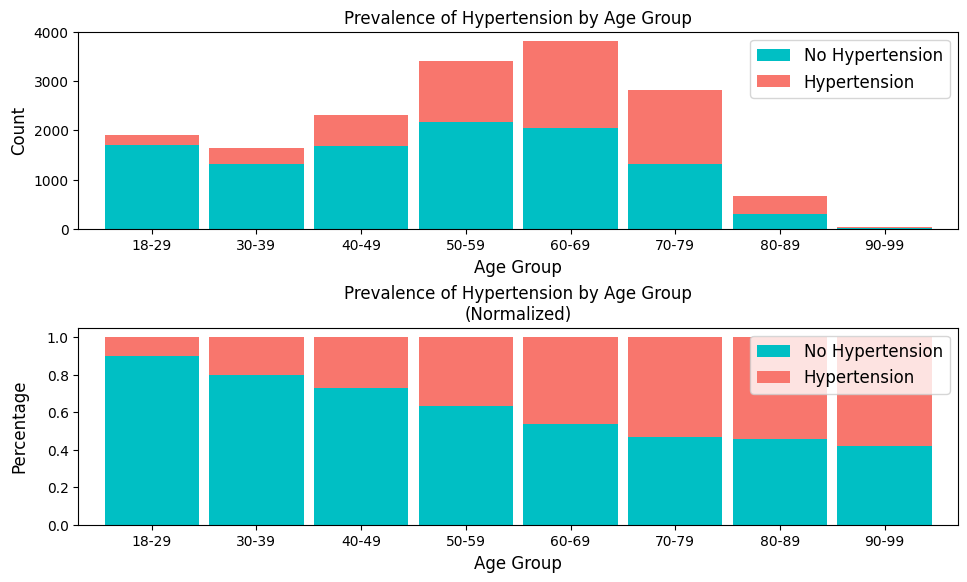 Prevalence of Hypertension by Age Group
4000
3000
2000
1000
0
Count
No Hypertension
Hypertension
18-29 30-39 40-49 50-59 60-69 70-79 80-89 90-99
Age Group
Prevalence of Hypertension by Age Group
(Normalized)
1.0
0.8
0.6
0.4
0.2
0.0
Percentage
No Hypertension
Hypertension
18-29 30-39 40-49 50-59 60-69 70-79 80-89 90-99
Age Group